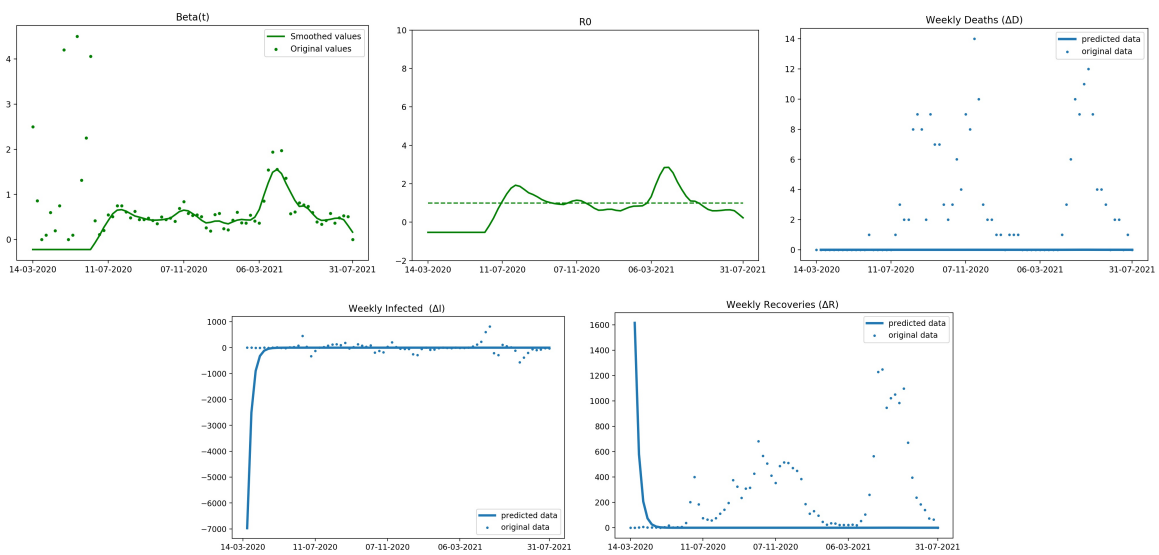 Beta(t)
4
3
2
1
0
14-03-2020 11-07-2020 07-11-2020 06-03-2021 31-07-2021
Smoothed values
Original values
R0
10
8
6
4
2
0
−2
14-03-2020 11-07-2020 07-11-2020 06-03-2021 31-07-2021
Weekly Deaths (ΔD)
14
12
10
8
6
4
2
0
14-03-2020 11-07-2020 07-11-2020 06-03-2021 31-07-2021
predicted data
original data
Weekly Infected (ΔI)
1000
0
−1000
−2000
−3000
−4000
−5000
−6000
−7000
14-03-2020 11-07-2020 07-11-2020 06-03-2021 31-07-2021
predicted data
original data
Weekly Recoveries (ΔR)
1600
1400
1200
1000
800
600
400
200
0
14-03-2020 11-07-2020 07-11-2020 06-03-2021 31-07-2021
predicted data
original data